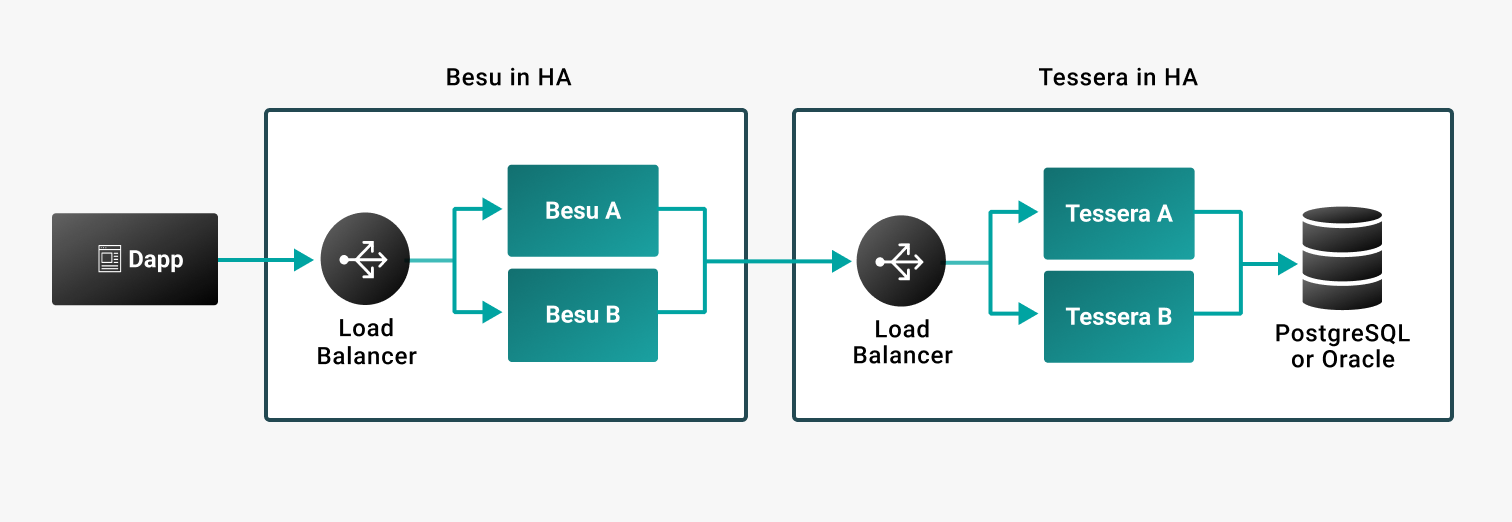 Besu in HA
Tessera in HA
Dapp
Load
Balancer
Besu A
Besu B
Load
Balancer
Tessera A
Tessera B
PostgreSQL
or Oracle